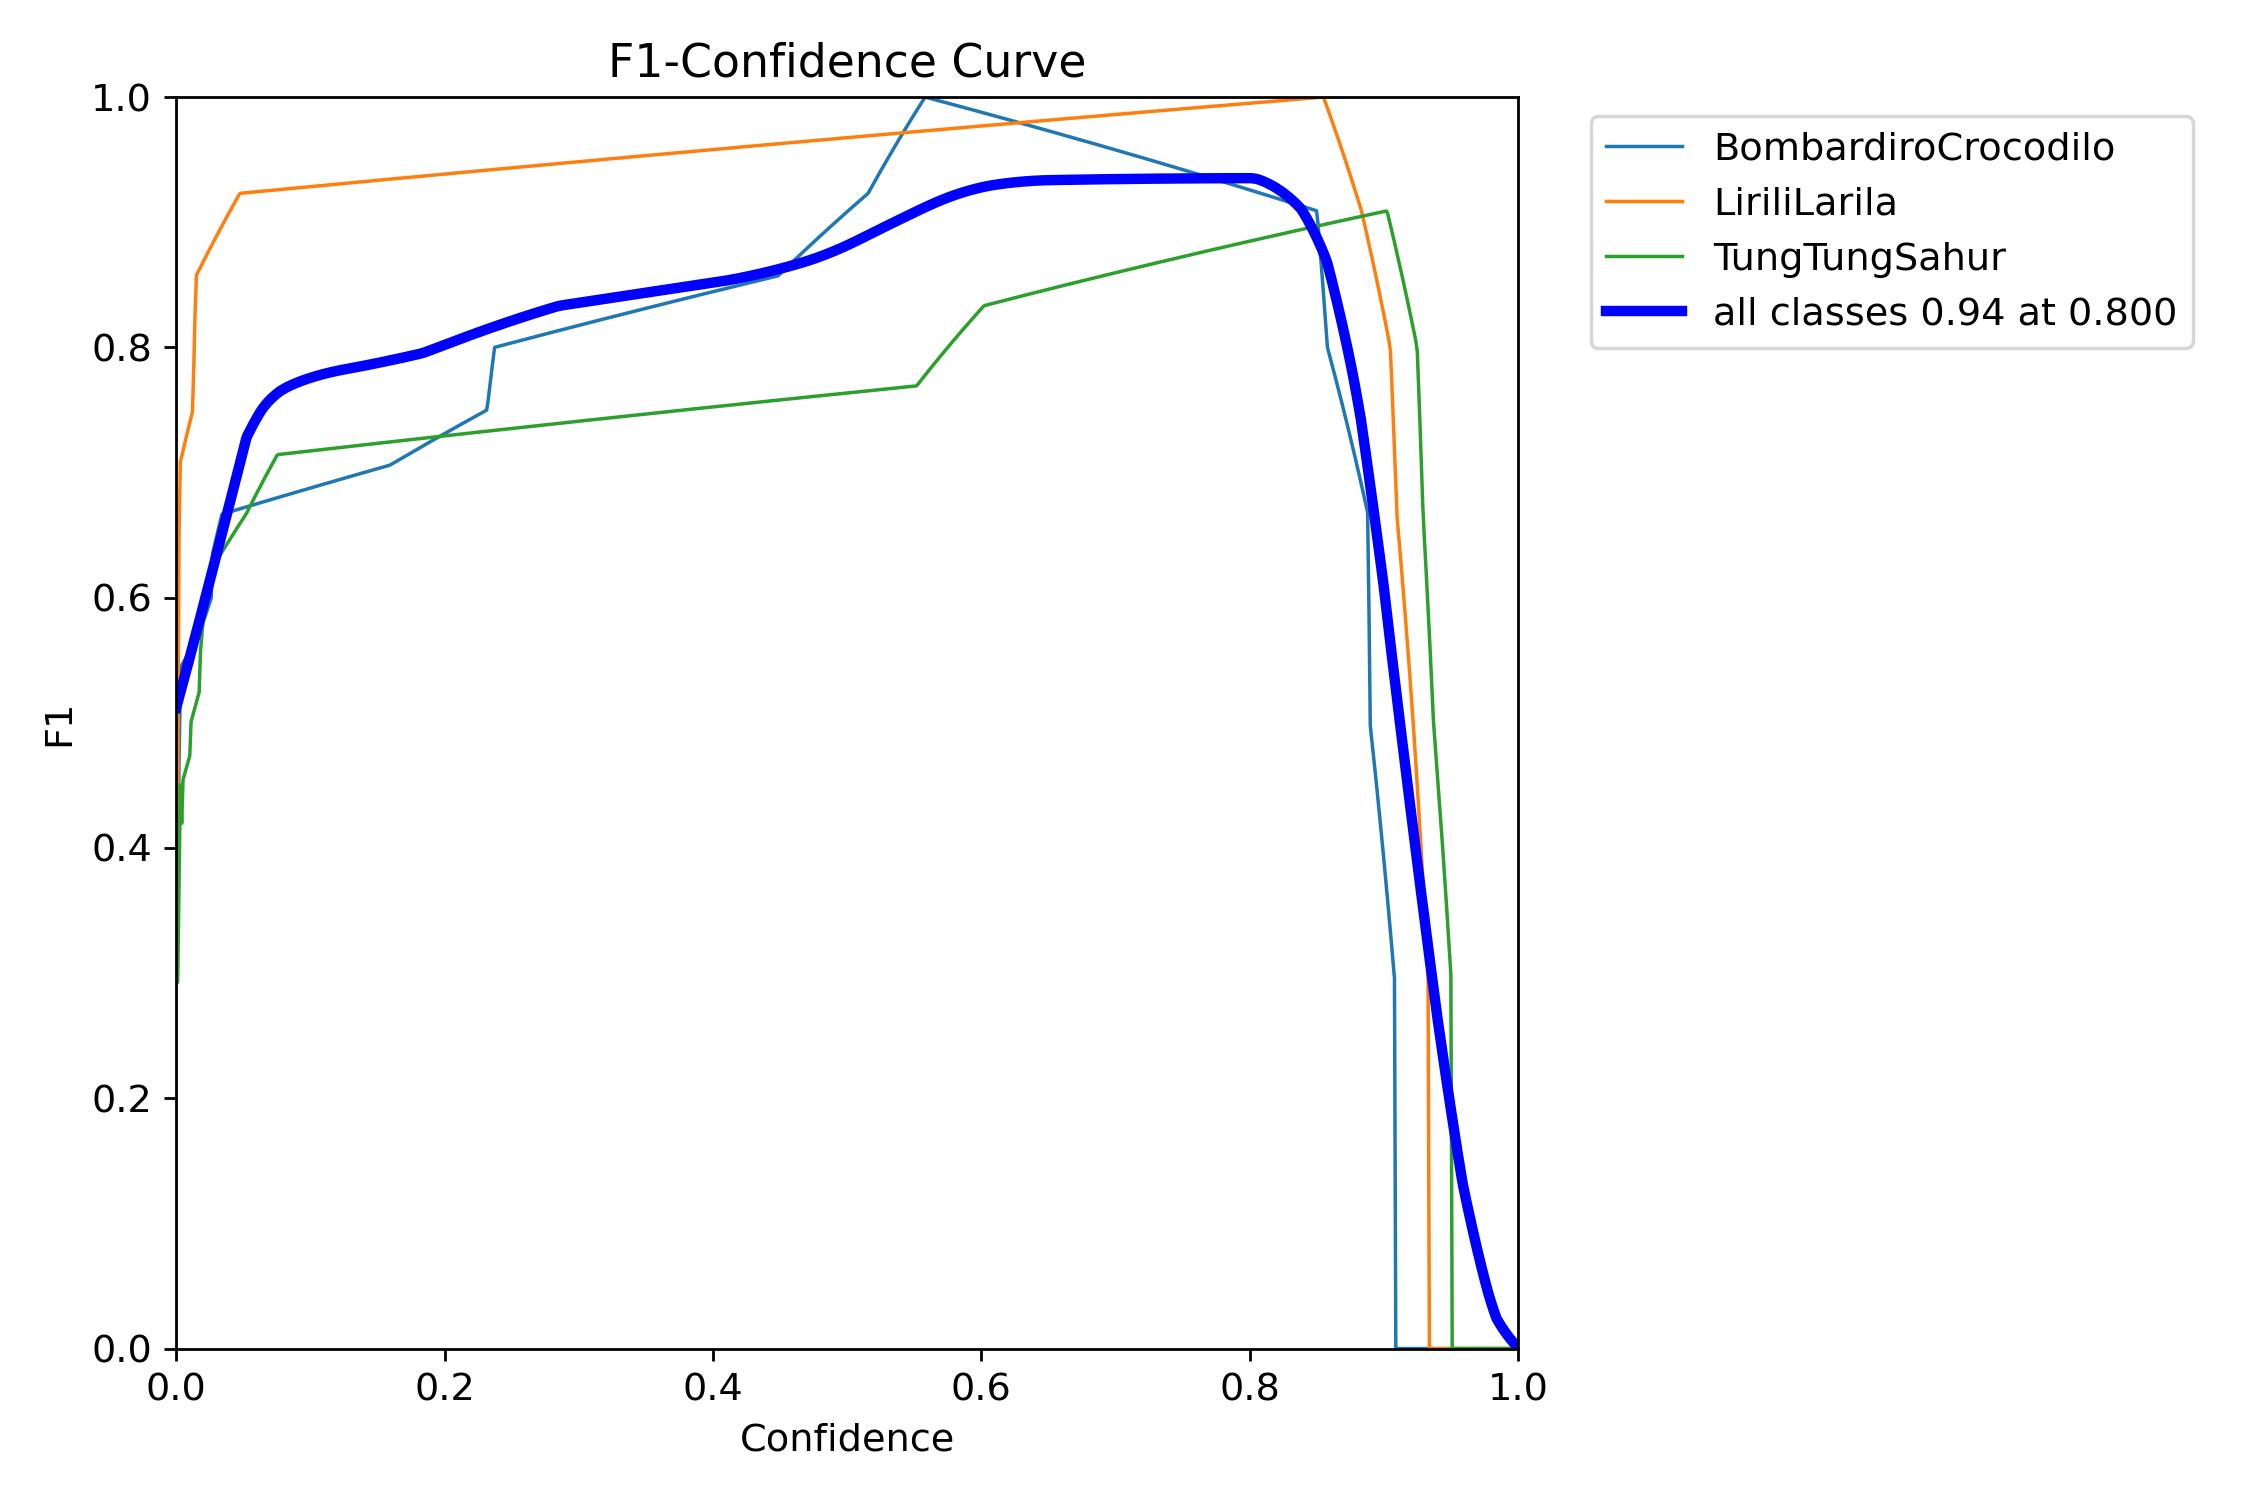 F1-Confidence Curve
1.0
0.8
0.6
0.4
0.2
0.0
F1
0.0 0.2 0.4 0.6 0.8 1.0
Confidence
BombardiroCrocodilo
LiriliLarila
TungTungSahur
all classes 0.94 at 0.800